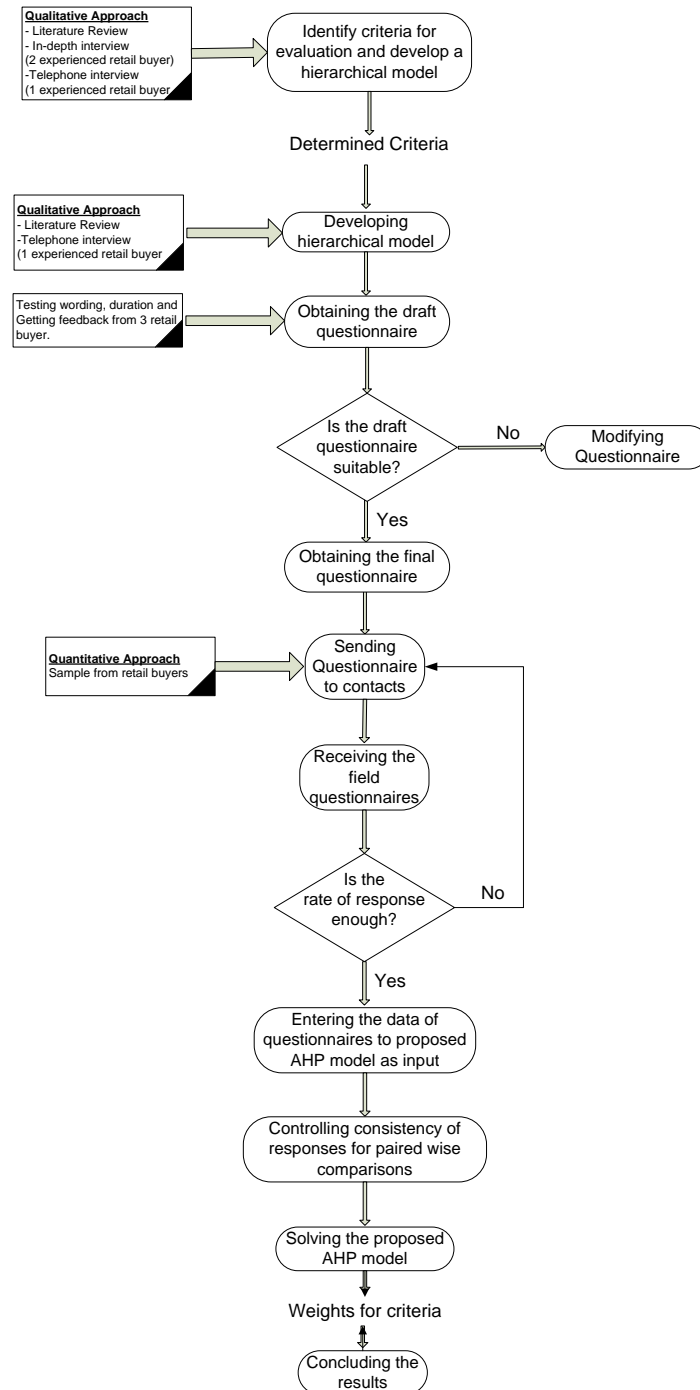 Qualitative Approach
- Literature Review
- In-depth interview
(2 experienced retail buyer)
-Telephone interview
(1 experienced retail buyer
Identify criteria for
evaluation and develop a
hierarchical model
Determined Criteria
Qualitative Approach
- Literature Review
-Telephone interview
(1 experienced retail buyer
Developing
hierarchical model
Testing wording, duration and
Getting feedback from 3 retail
buyer.
Obtaining the draft
questionnaire
Is the draft
questionnaire
suitable?
No
Modifying
Questionnaire
Yes
Obtaining the final
questionnaire
Quantitative Approach
Sample from retail buyers
Sending
Questionnaire
to contacts
Receiving the
field
questionnaires
Is the
rate of response
enough?
No
Yes
Entering the data of
questionnaires to proposed
AHP model as input
Controlling consistency of
responses for paired wise
comparisons
Solving the proposed
AHP model
Weights for criteria
Concluding the
results